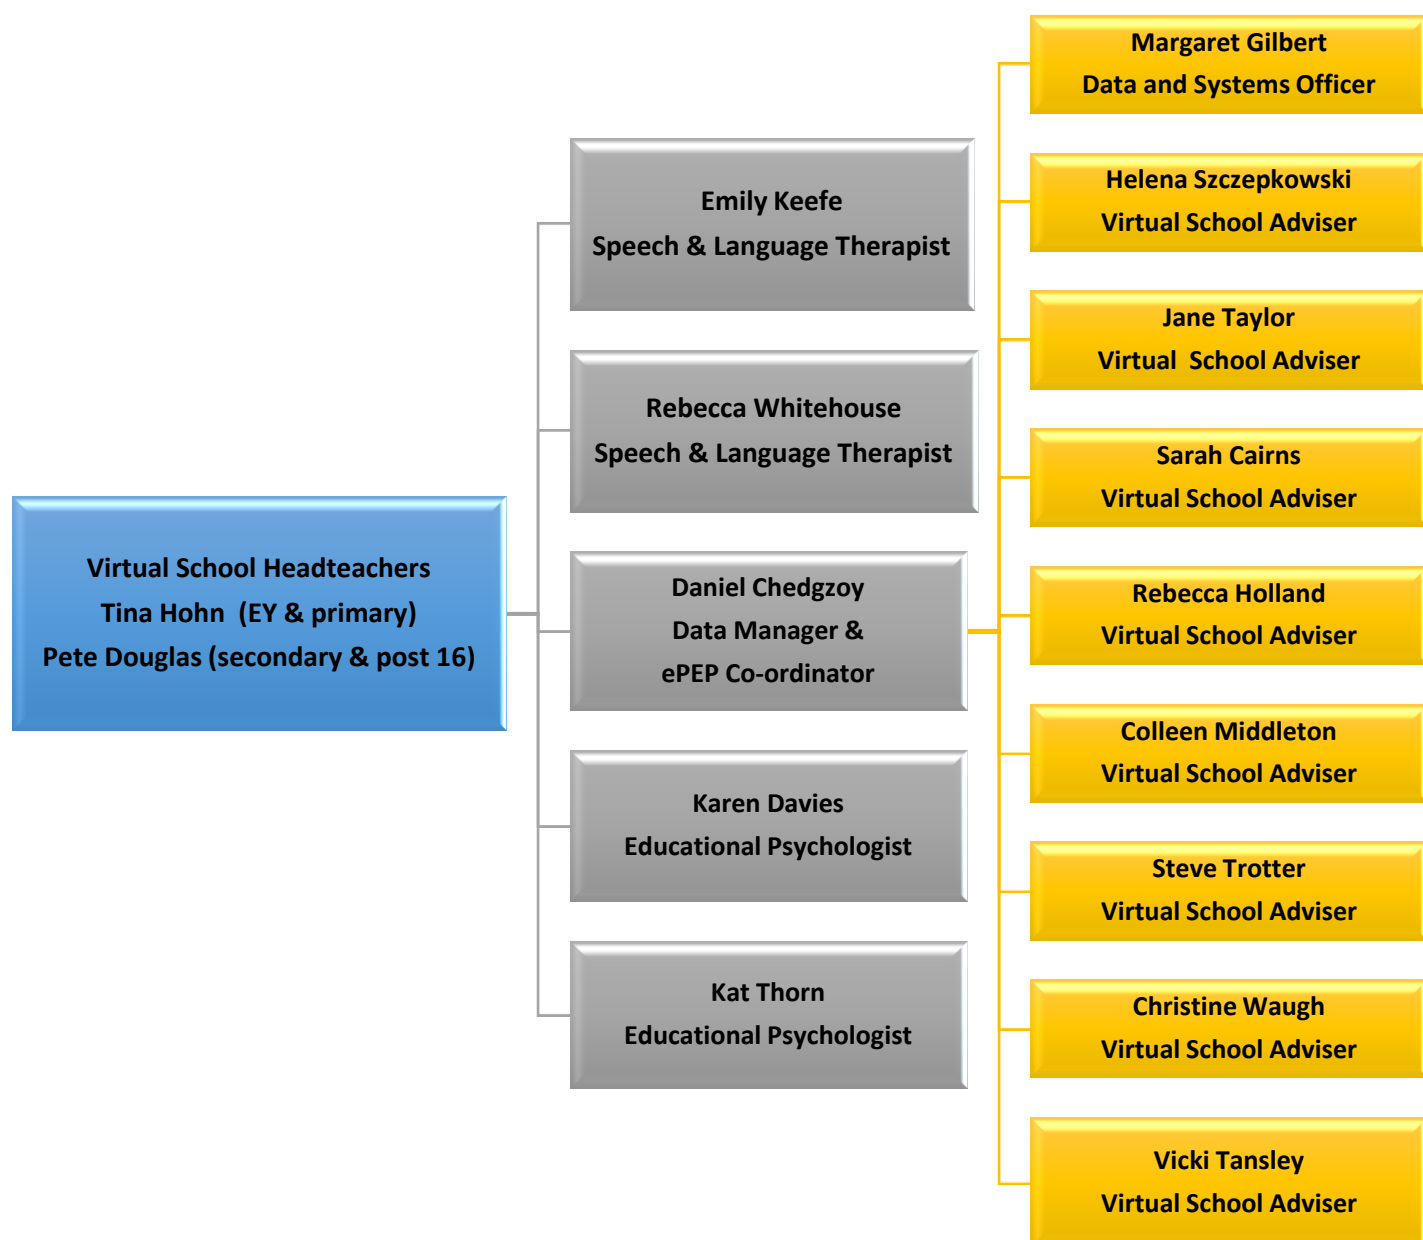 Virtual School Headteachers
Tina Hohn  (EY & primary)
Pete Douglas (secondary & post 16)
Emily Keefe
Speech & Language Therapist
Rebecca Whitehouse
Speech & Language Therapist
Daniel Chedgzoy
Data Manager &
ePEP Co-ordinator
Karen Davies
Educational Psychologist
Kat Thorn
Educational Psychologist
Margaret Gilbert
Data and Systems Officer
Helena Szczepkowski
Virtual School Adviser
Jane Taylor
Virtual  School Adviser
Sarah Cairns
Virtual School Adviser
Rebecca Holland
Virtual School Adviser
Colleen Middleton
Virtual School Adviser
Steve Trotter
Virtual School Adviser
Christine Waugh
Virtual School Adviser
Vicki Tansley
Virtual School Adviser